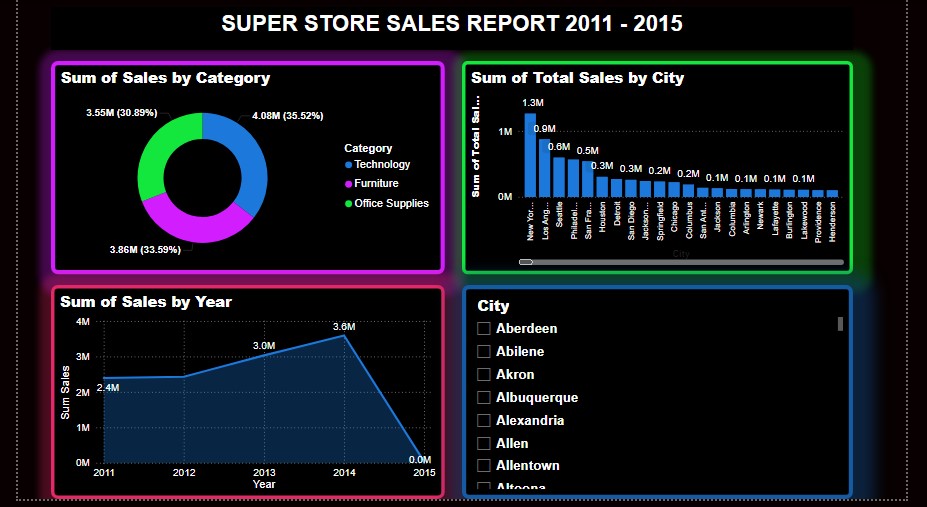 SUPER STORE SALES REPORT 2011 - 2015
Sum of Sales by Category
3.55M (30.89%)
4.08M (35.52%)
3.86M (33.59%)
Category
Technology
Furniture
Office Supplies
Sum of Total Sales by City
Sum of Total Sal...
1M
0M
1.3M
0.9M
0.6M
0.5M
0.3M
0.3M
0.2M
0.2M
0.1M
0.1M
0.1M
New Yor...
Los Ang...
Seattle
Philadel...
San Fra...
Houston
Detroit
San Diego
Jackson...
Springfield
Chicago
Columbus
San Ant...
Jackson
Columbia
Arlington
Newark
Lafayette
Burlington
Lakewood
Providence
Henderson
City
Sum of Sales by Year
Sum Sales
4M
3M
2M
1M
0M
2.4M
3.0M
3.6M
0.0M
2011
2012
2013
2014
2015
Year
City
Aberdeen
Abilene
Akron
Albuquerque
Alexandria
Allen
Allentown
Altoona